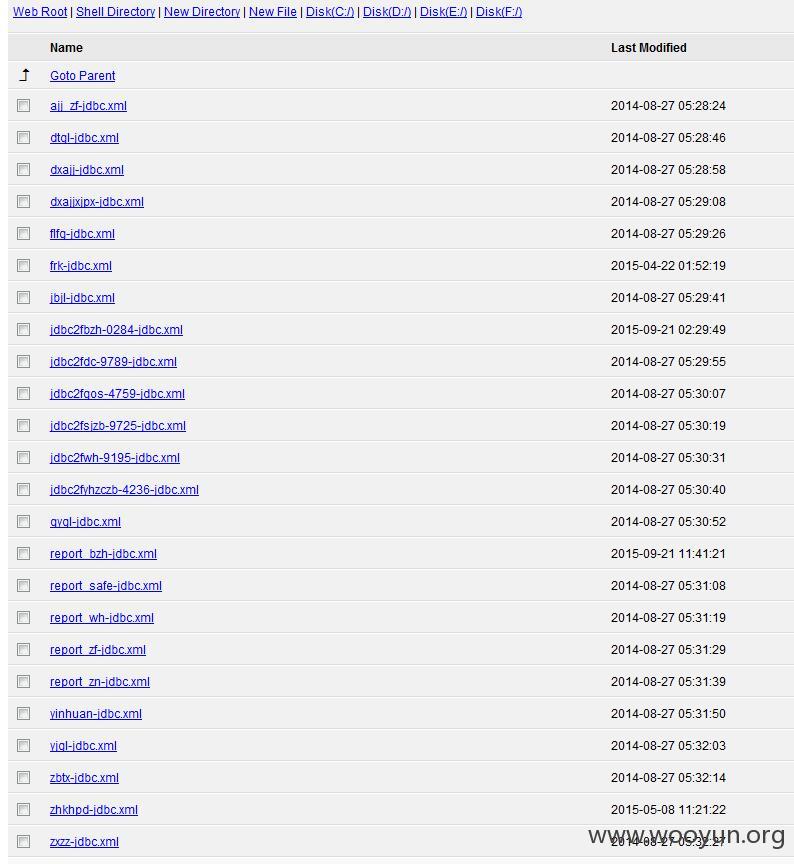 Web Root | Shell Directory | New Directory | New File | Disk(C:/) | Disk(D:/) | Disk(E:/) | Disk(F:/)
Name Last Modified
Goto Parent
ajj_zf-jdbc.xml 2014-08-27 05:28:24
dtgl-jdbc.xml 2014-08-27 05:28:46
dxajj-jdbc.xml 2014-08-27 05:28:58
dxajjxjpx-jdbc.xml 2014-08-27 05:29:08
flfg-jdbc.xml 2014-08-27 05:29:26
frk-jdbc.xml 2015-04-22 01:52:19
jbjl-jdbc.xml 2014-08-27 05:29:41
jdbc2fbzh-0284-jdbc.xml 2015-09-21 02:29:49
jdbc2fdc-9789-jdbc.xml 2014-08-27 05:29:55
jdbc2fgos-4759-jdbc.xml 2014-08-27 05:30:07
jdbc2fsjzb-9725-jdbc.xml 2014-08-27 05:30:19
jdbc2fwh-9195-jdbc.xml 2014-08-27 05:30:31
jdbc2fyhzczb-4236-jdbc.xml 2014-08-27 05:30:40
qygl-jdbc.xml 2014-08-27 05:30:52
report_bzh-jdbc.xml 2015-09-21 11:41:21
report_safe-jdbc.xml 2014-08-27 05:31:08
report_wh-jdbc.xml 2014-08-27 05:31:19
report_zf-jdbc.xml 2014-08-27 05:31:29
report_zn-jdbc.xml 2014-08-27 05:31:39
yinhuan-jdbc.xml 2014-08-27 05:31:50
yjgl-jdbc.xml 2014-08-27 05:32:03
zbtx-jdbc.xml 2014-08-27 05:32:14
zhkhpd-jdbc.xml 2015-05-08 11:21:22
zxzz-jdbc.xml 2014-08-27 05:32:27
www.wooyun.org